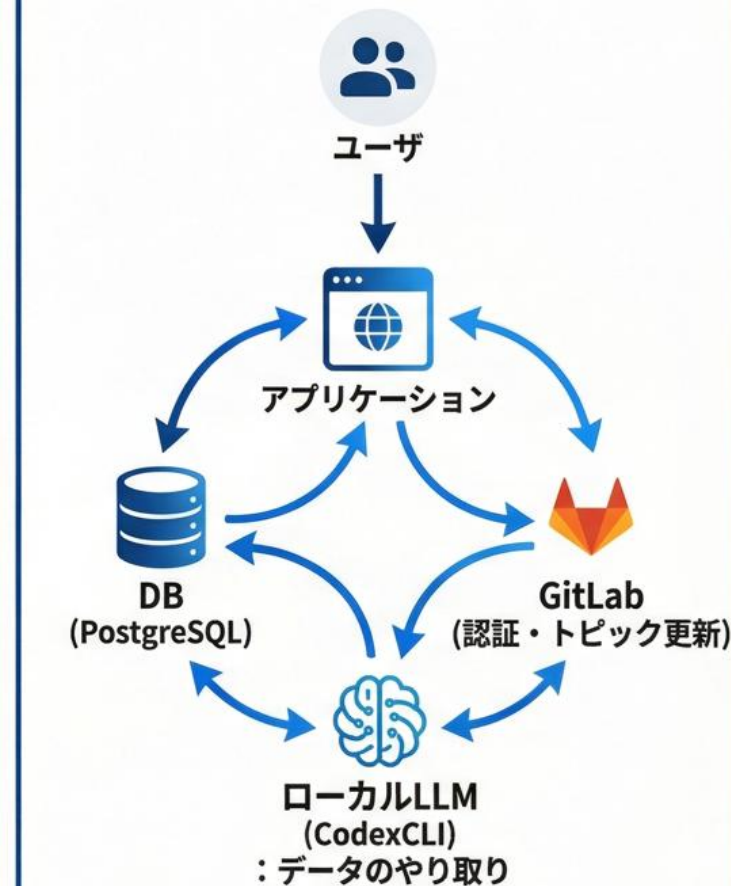 ユーザ
アプリケーション
DB
(PostgreSQL)
GitLab
(認証・トピック更新)
ローカルLLM
(CodexCLI)
：データのやり取り